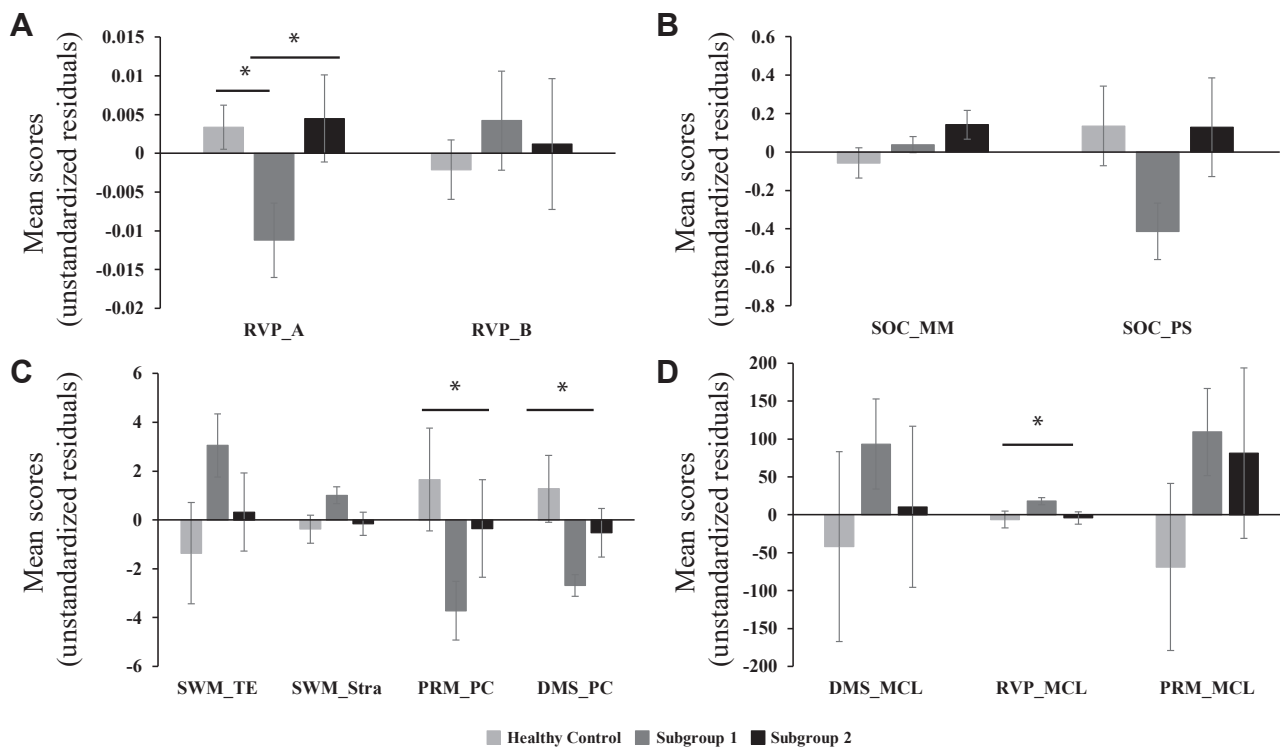 A
Mean scores
(unstandardized residuals)
0.015
0.01
0.005
0
-0.005
-0.01
-0.015
-0.02
*
*
RVP_A RVP_B
B
Mean scores
(unstandardized residuals)
0.6
0.4
0.2
0
-0.2
-0.4
-0.6
-0.8
SOC_MM SOC_PS
C
Mean scores
(unstandardized residuals)
6
4
2
0
-2
-4
-6
* *
SWM_TE SWM_Stra PRM_PC DMS_PC
D
Mean scores
(unstandardized residuals)
200
150
100
50
0
-50
-100
-150
-200
*
DMS_MCL RVP_MCL PRM_MCL
Healthy Control Subgroup 1 Subgroup 2